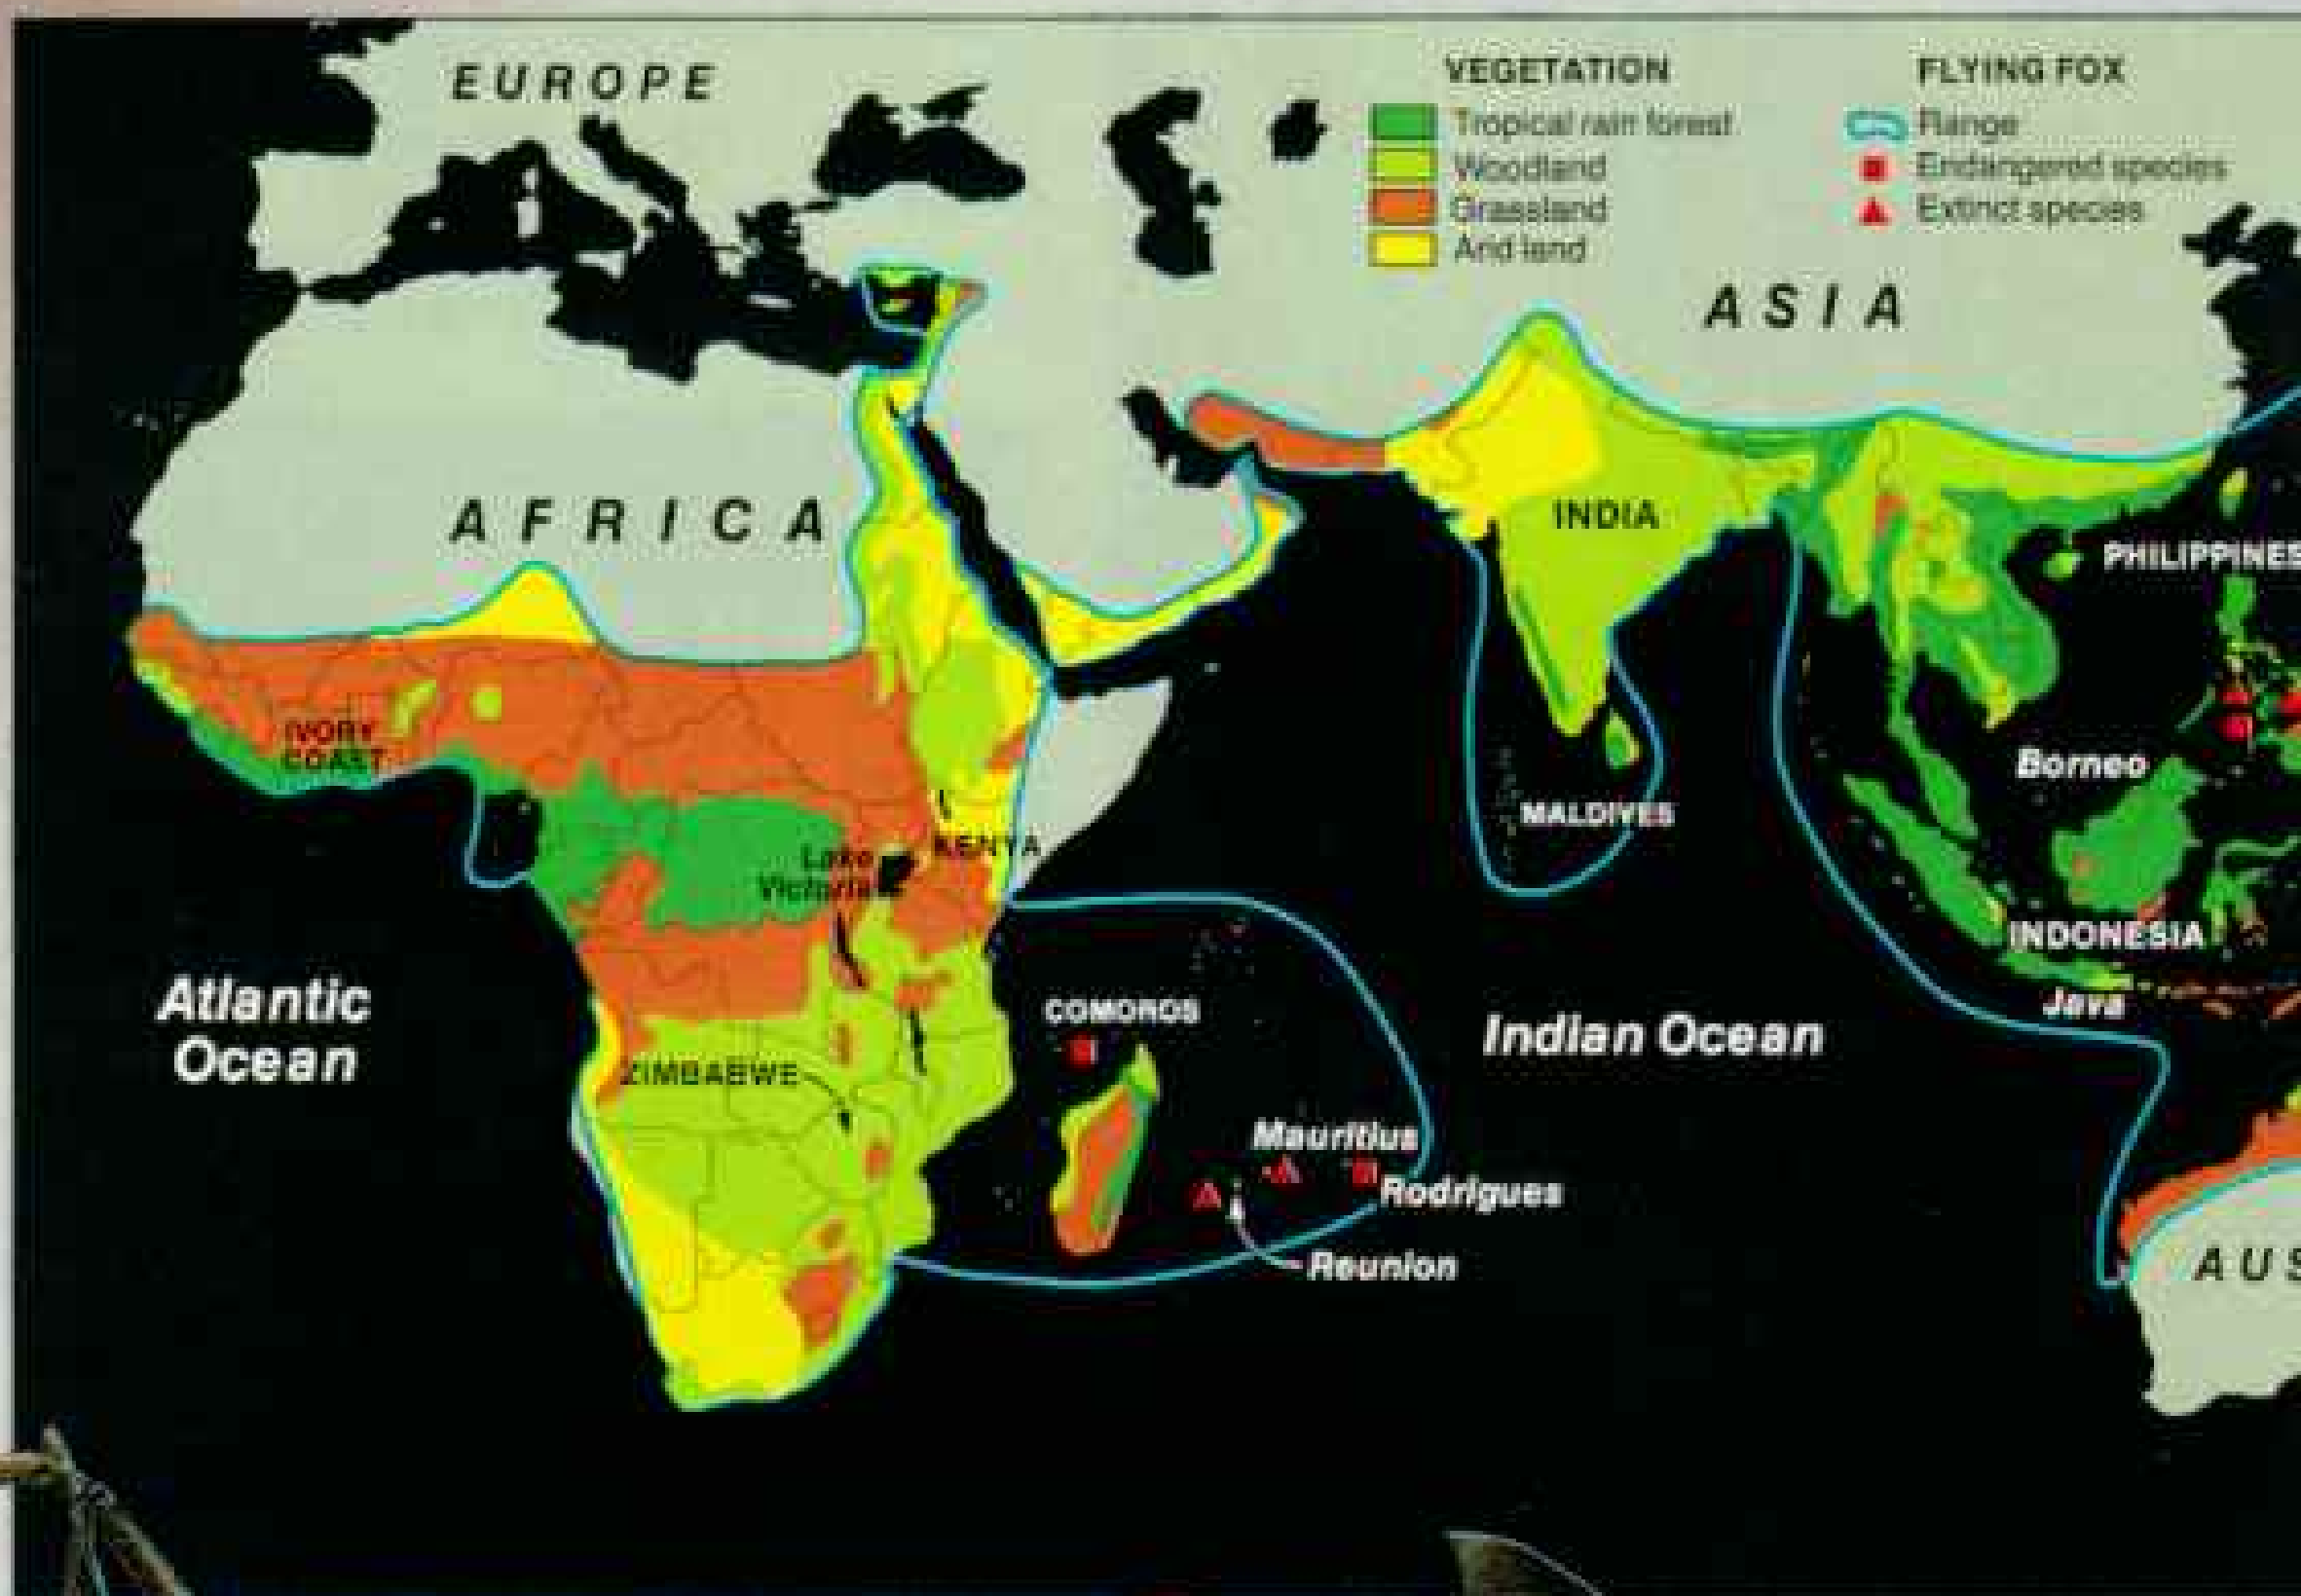 EUROPE
VEGETATION
Tropical rain forest
Woodland
Grassland
Arid land
FLYING FOX
Range
Endangered species
Extinct species
ASIA
AFRICA
INDIA
PHILIPPINES
IVORY
COAST
Borneo
MALDIVES
KENYA
Lake
Victoria
INDONESIA
Java
Atlantic
Ocean
COMOROS
Indian Ocean
ZIMBABWE
Mauritius
Rodrigues
Reunion
AUS